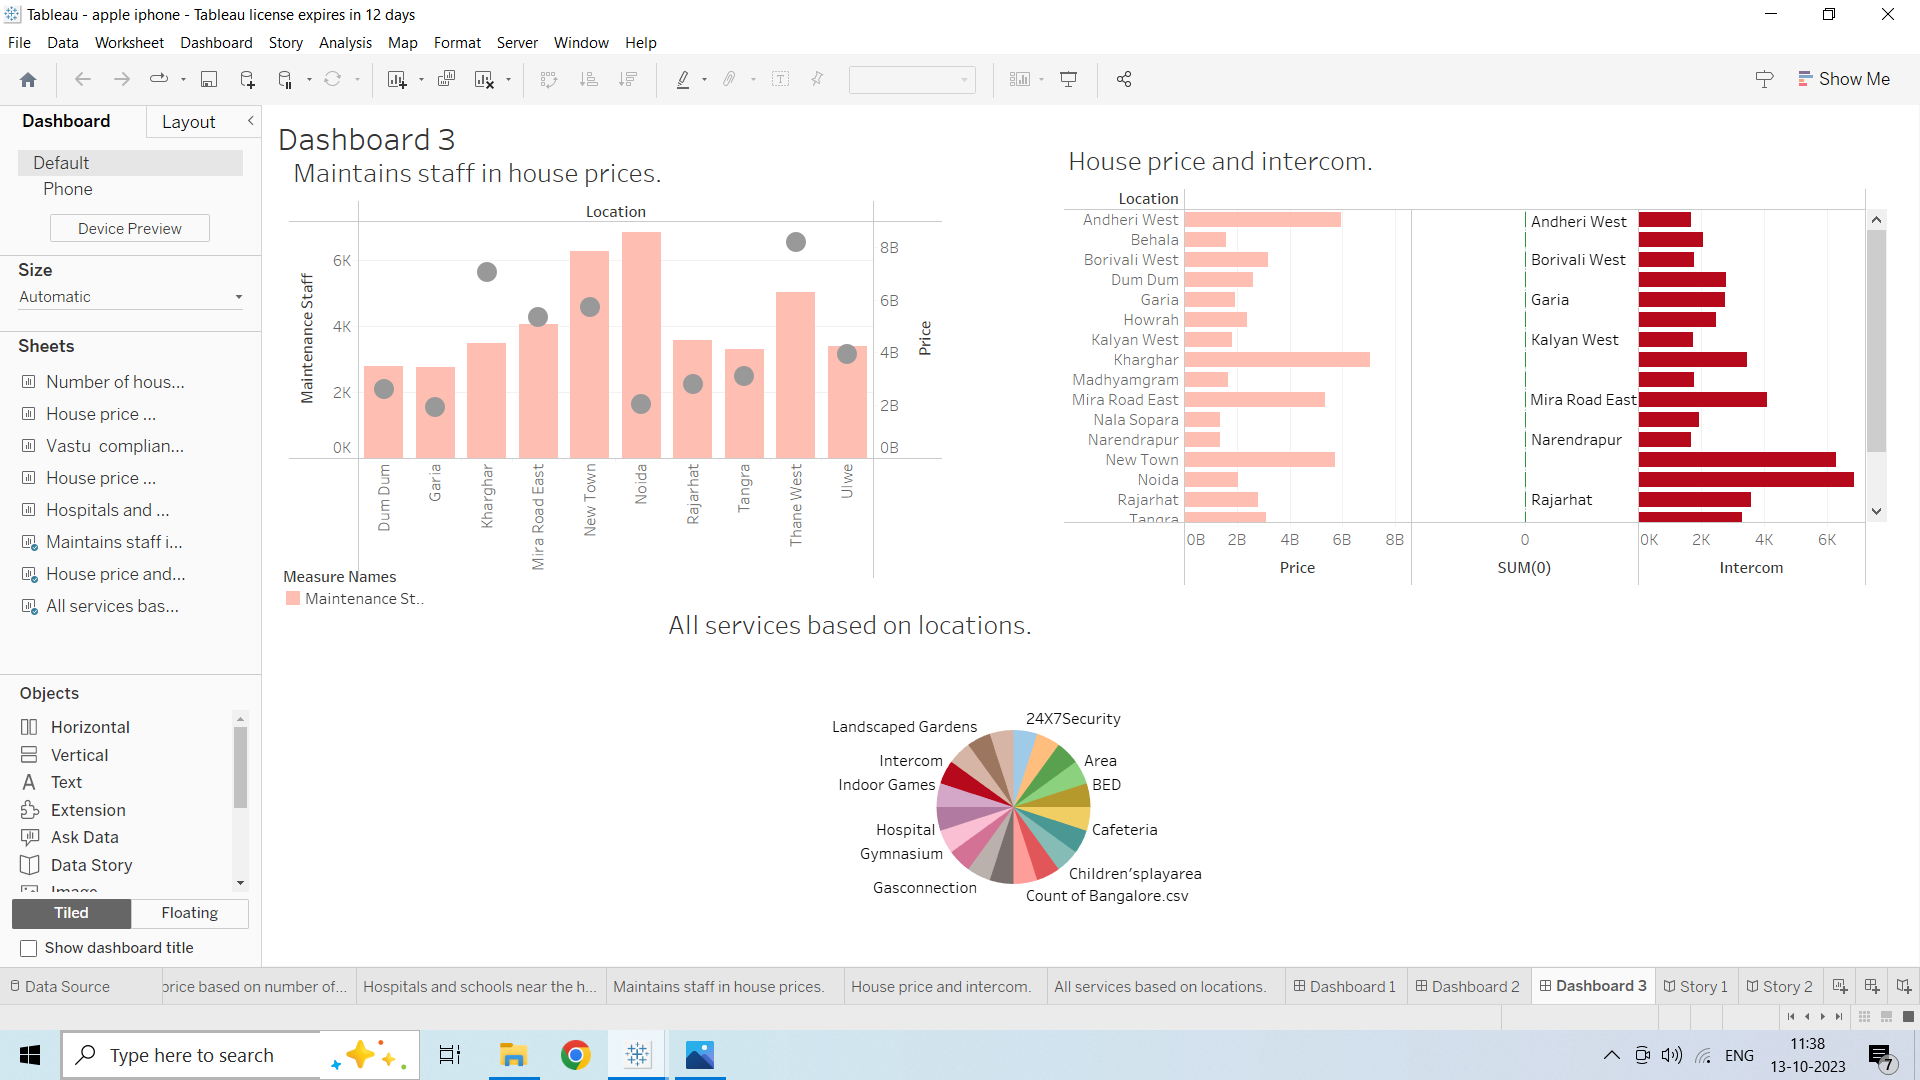 Tableau - apple iphone - Tableau license expires in 12 days
File Data Worksheet Dashboard Story Analysis Map Format Server Window Help
Show Me
Dashboard Layout
Default
Phone
Device Preview
Size
Automatic
Sheets
Number of hous...
House price ...
Vastu complian...
House price ...
Hospitals and ...
Maintains staff i...
House price and...
All services bas...
Objects
Horizontal
Vertical
Text
Extension
Ask Data
Data Story
Image
Tiled Floating
Show dashboard title
Dashboard 3
Maintains staff in house prices.
Location
Maintenance Staff
6K
4K
2K
0K
8B
6B
4B
2B
0B
Price
Dum Dum
Garia
Kharghar
Mira Road East
New Town
Noida
Rajarhat
Tangra
Thane West
Ulwe
Measure Names
Maintenance St..
House price and intercom.
Location
Andheri West Andheri West
Behala
Borivali West Borivali West
Dum Dum
Garia Garia
Howrah
Kalyan West Kalyan West
Kharghar
Madhyamgram
Mira Road East Mira Road East
Nala Sopara
Narendrapur Narendrapur
New Town
Noida
Rajarhat Rajarhat
Tangra
0B 2B 4B 6B 8B 0 0K 2K 4K 6K
Price SUM(0) Intercom
All services based on locations.
24X7Security
Landscaped Gardens
Intercom Area
Indoor Games BED
Hospital Cafeteria
Gymnasium
Children'splayarea
Gasconnection
Count of Bangalore.csv
Data Source price based on number of... Hospitals and schools near the h... Maintains staff in house prices. House price and intercom. All services based on locations. Dashboard 1 Dashboard 2 Dashboard 3 Story 1 Story 2
Type here to search
ENG
11:38
13-10-2023
7